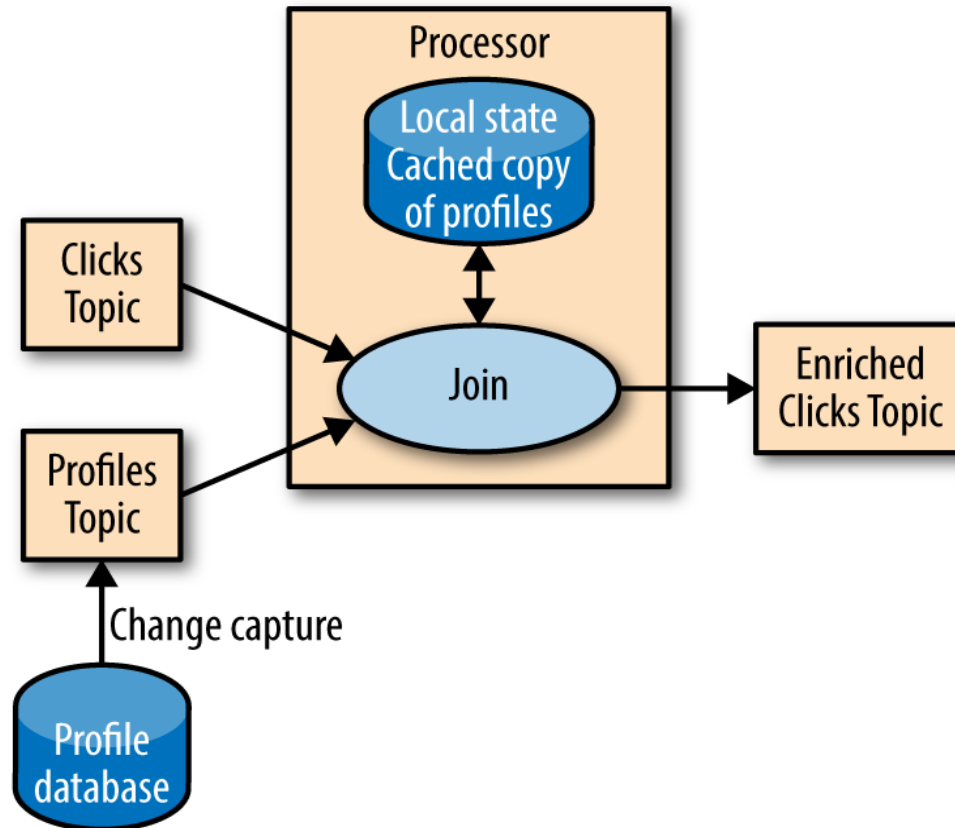 Processor
Local state
Cached copy
of profiles
Clicks
Topic
Join
Enriched
Clicks Topic
Profiles
Topic
Change capture
Profile
database